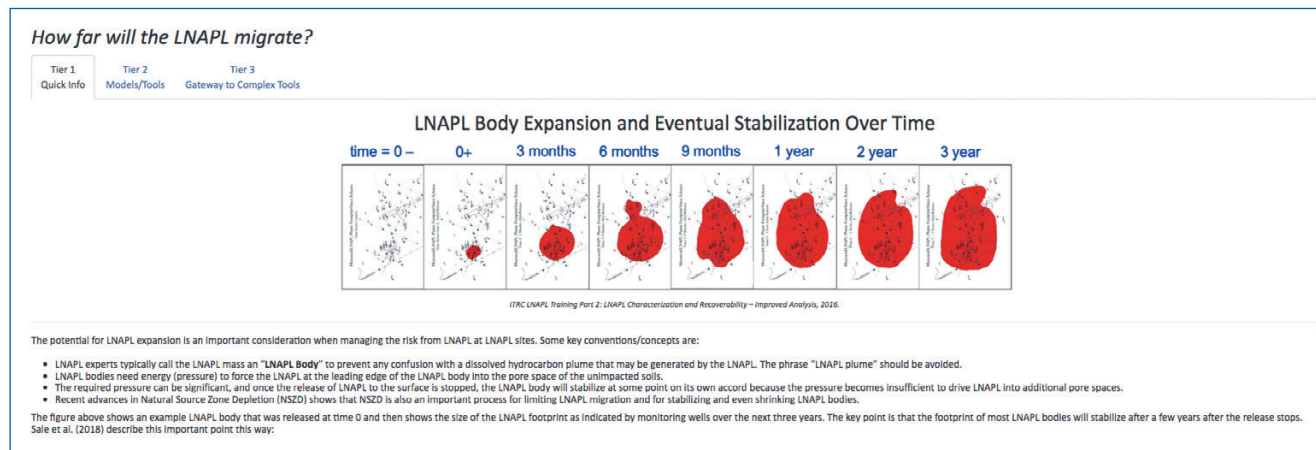 How far will the LNAPL migrate?
Tier 1
Quick Info
Tier 2
Models/Tools
Tier 3
Gateway to Complex Tools
LNAPL Body Expansion and Eventual Stabilization Over Time
time = 0 –
0+
3 months
6 months
9 months
1 year
2 year
3 year
ITRC LNAPL Training Part 2: LNAPL Characterization and Recoverability – Improved Analysis, 2016.
The potential for LNAPL expansion is an important consideration when managing the risk from LNAPL at LNAPL sites. Some key conventions/concepts are:
• LNAPL experts typically call the LNAPL mass an "LNAPL Body" to prevent any confusion with a dissolved hydrocarbon plume that may be generated by the LNAPL. The phrase "LNAPL plume" should be avoided.
• LNAPL bodies need energy (pressure) to force the LNAPL at the leading edge of the LNAPL body into the pore space of the unimpacted soils.
• The required pressure can be significant, and once the release of LNAPL to the surface is stopped, the LNAPL body will stabilize at some point on its own accord because the pressure becomes insufficient to drive LNAPL into additional pore spaces.
• Recent advances in Natural Source Zone Depletion (NSZD) shows that NSZD is also an important process for limiting LNAPL migration and for stabilizing and even shrinking LNAPL bodies.
The figure above shows an example LNAPL body that was released at time 0 and then shows the size of the LNAPL footprint as indicated by monitoring wells over the next three years. The key point is that the footprint of most LNAPL bodies will stabilize after a few years after the release stops.
Sale et al. (2018) describe this important point this way: